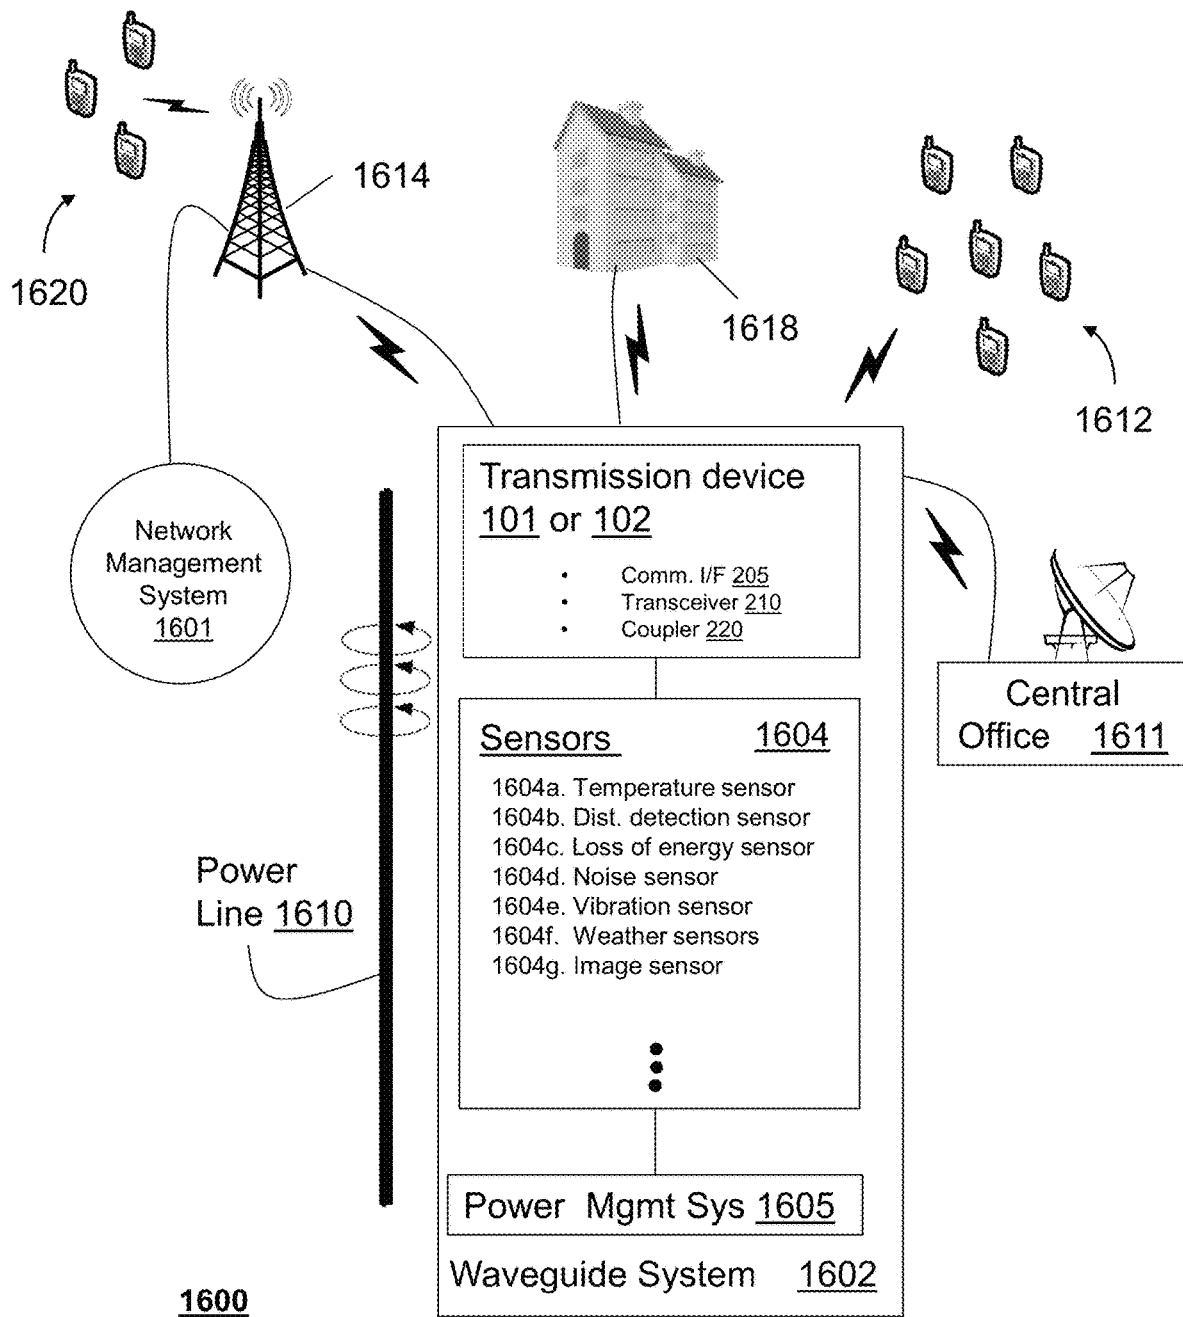 1614
1620
1618
1612
Transmission device
101 or 102
• Comm. I/F 205
• Transceiver 210
• Coupler 220
Network
Management
System
1601
Central
Office 1611
Sensors 1604
1604a. Temperature sensor
1604b. Dist. detection sensor
1604c. Loss of energy sensor
1604d. Noise sensor
1604e. Vibration sensor
1604f. Weather sensors
1604g. Image sensor
Power
Line 1610
Power Mgmt Sys 1605
Waveguide System 1602
1600